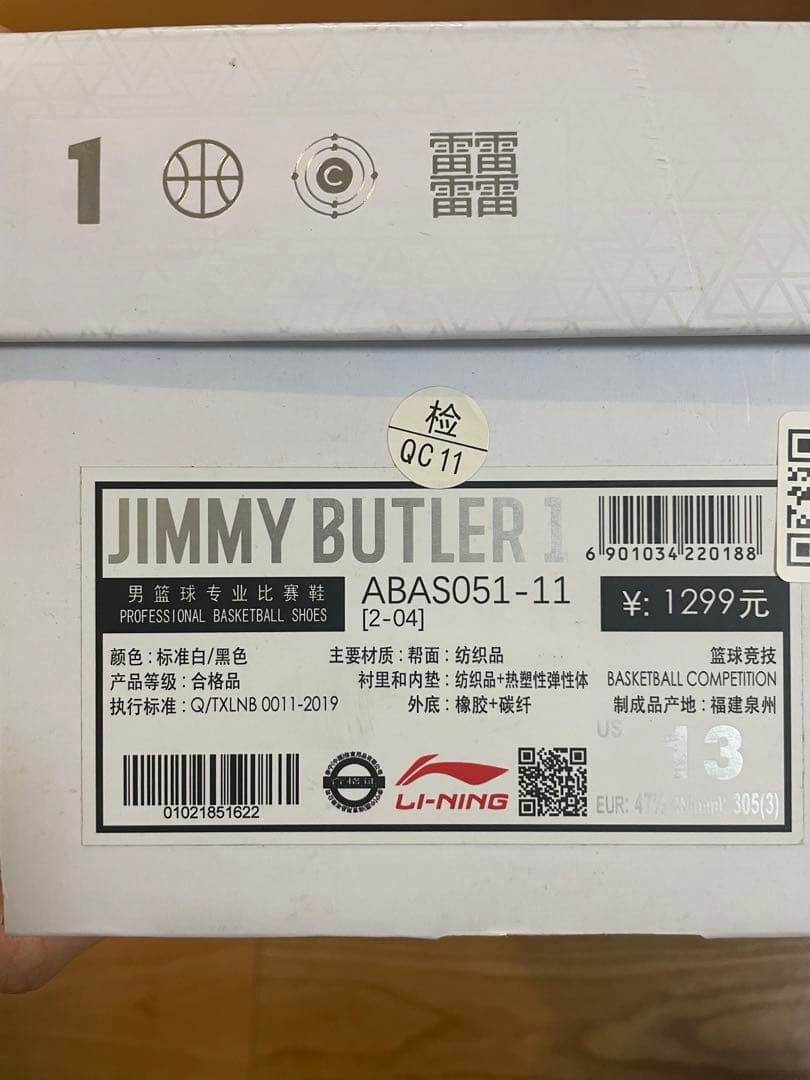 1 C 雷雷
雷雷
检
QC 11
JIMMY BUTLER 1
6 901034 220188
男篮球专业比赛鞋
PROFESSIONAL BASKETBALL SHOES
ABAS051-11
[2-04]
¥: 1299元
颜色:标准白/黑色
产品等级:合格品
执行标准:Q/TXLNB 0011-2019
主要材质:帮面:纺织品
衬里和内垫:纺织品+热塑性弹性体
外底:橡胶+碳纤
篮球竞技
BASKETBALL COMPETITION
制成品产地:福建泉州
01021851622
LI-NING
US 13
EUR: 305(3)